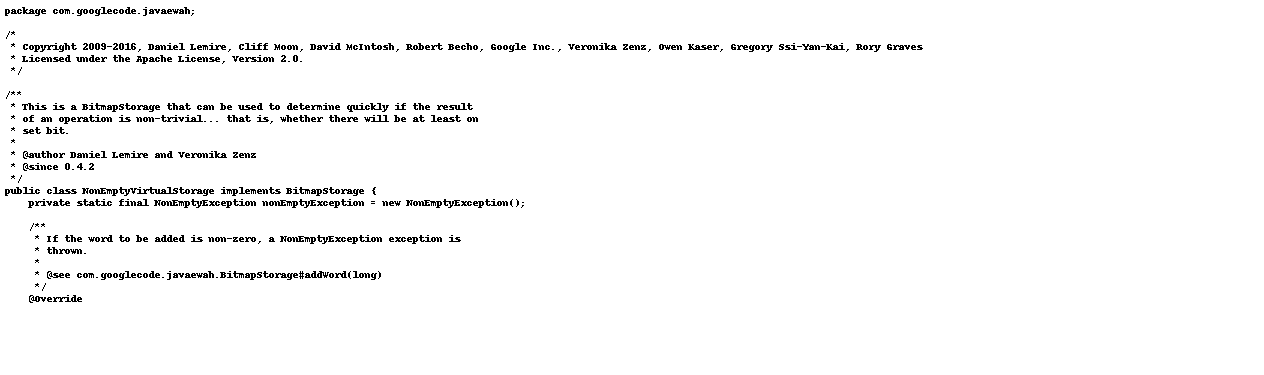 package com.googlecode.javaewah;

/*
 * Copyright 2009-2016, Daniel Lemire, Cliff Moon, David McIntosh, Robert Becho, Google Inc., Veronika Zenz, Owen Kaser, Gregory Ssi-Yan-Kai, Rory Graves
 * Licensed under the Apache License, Version 2.0.
 */

/**
 * This is a BitmapStorage that can be used to determine quickly if the result
 * of an operation is non-trivial... that is, whether there will be at least on
 * set bit.
 *
 * @author Daniel Lemire and Veronika Zenz
 * @since 0.4.2
 */
public class NonEmptyVirtualStorage implements BitmapStorage {
    private static final NonEmptyException nonEmptyException = new NonEmptyException();

    /**
     * If the word to be added is non-zero, a NonEmptyException exception is
     * thrown.
     *
     * @see com.googlecode.javaewah.BitmapStorage#addWord(long)
     */
    @Override